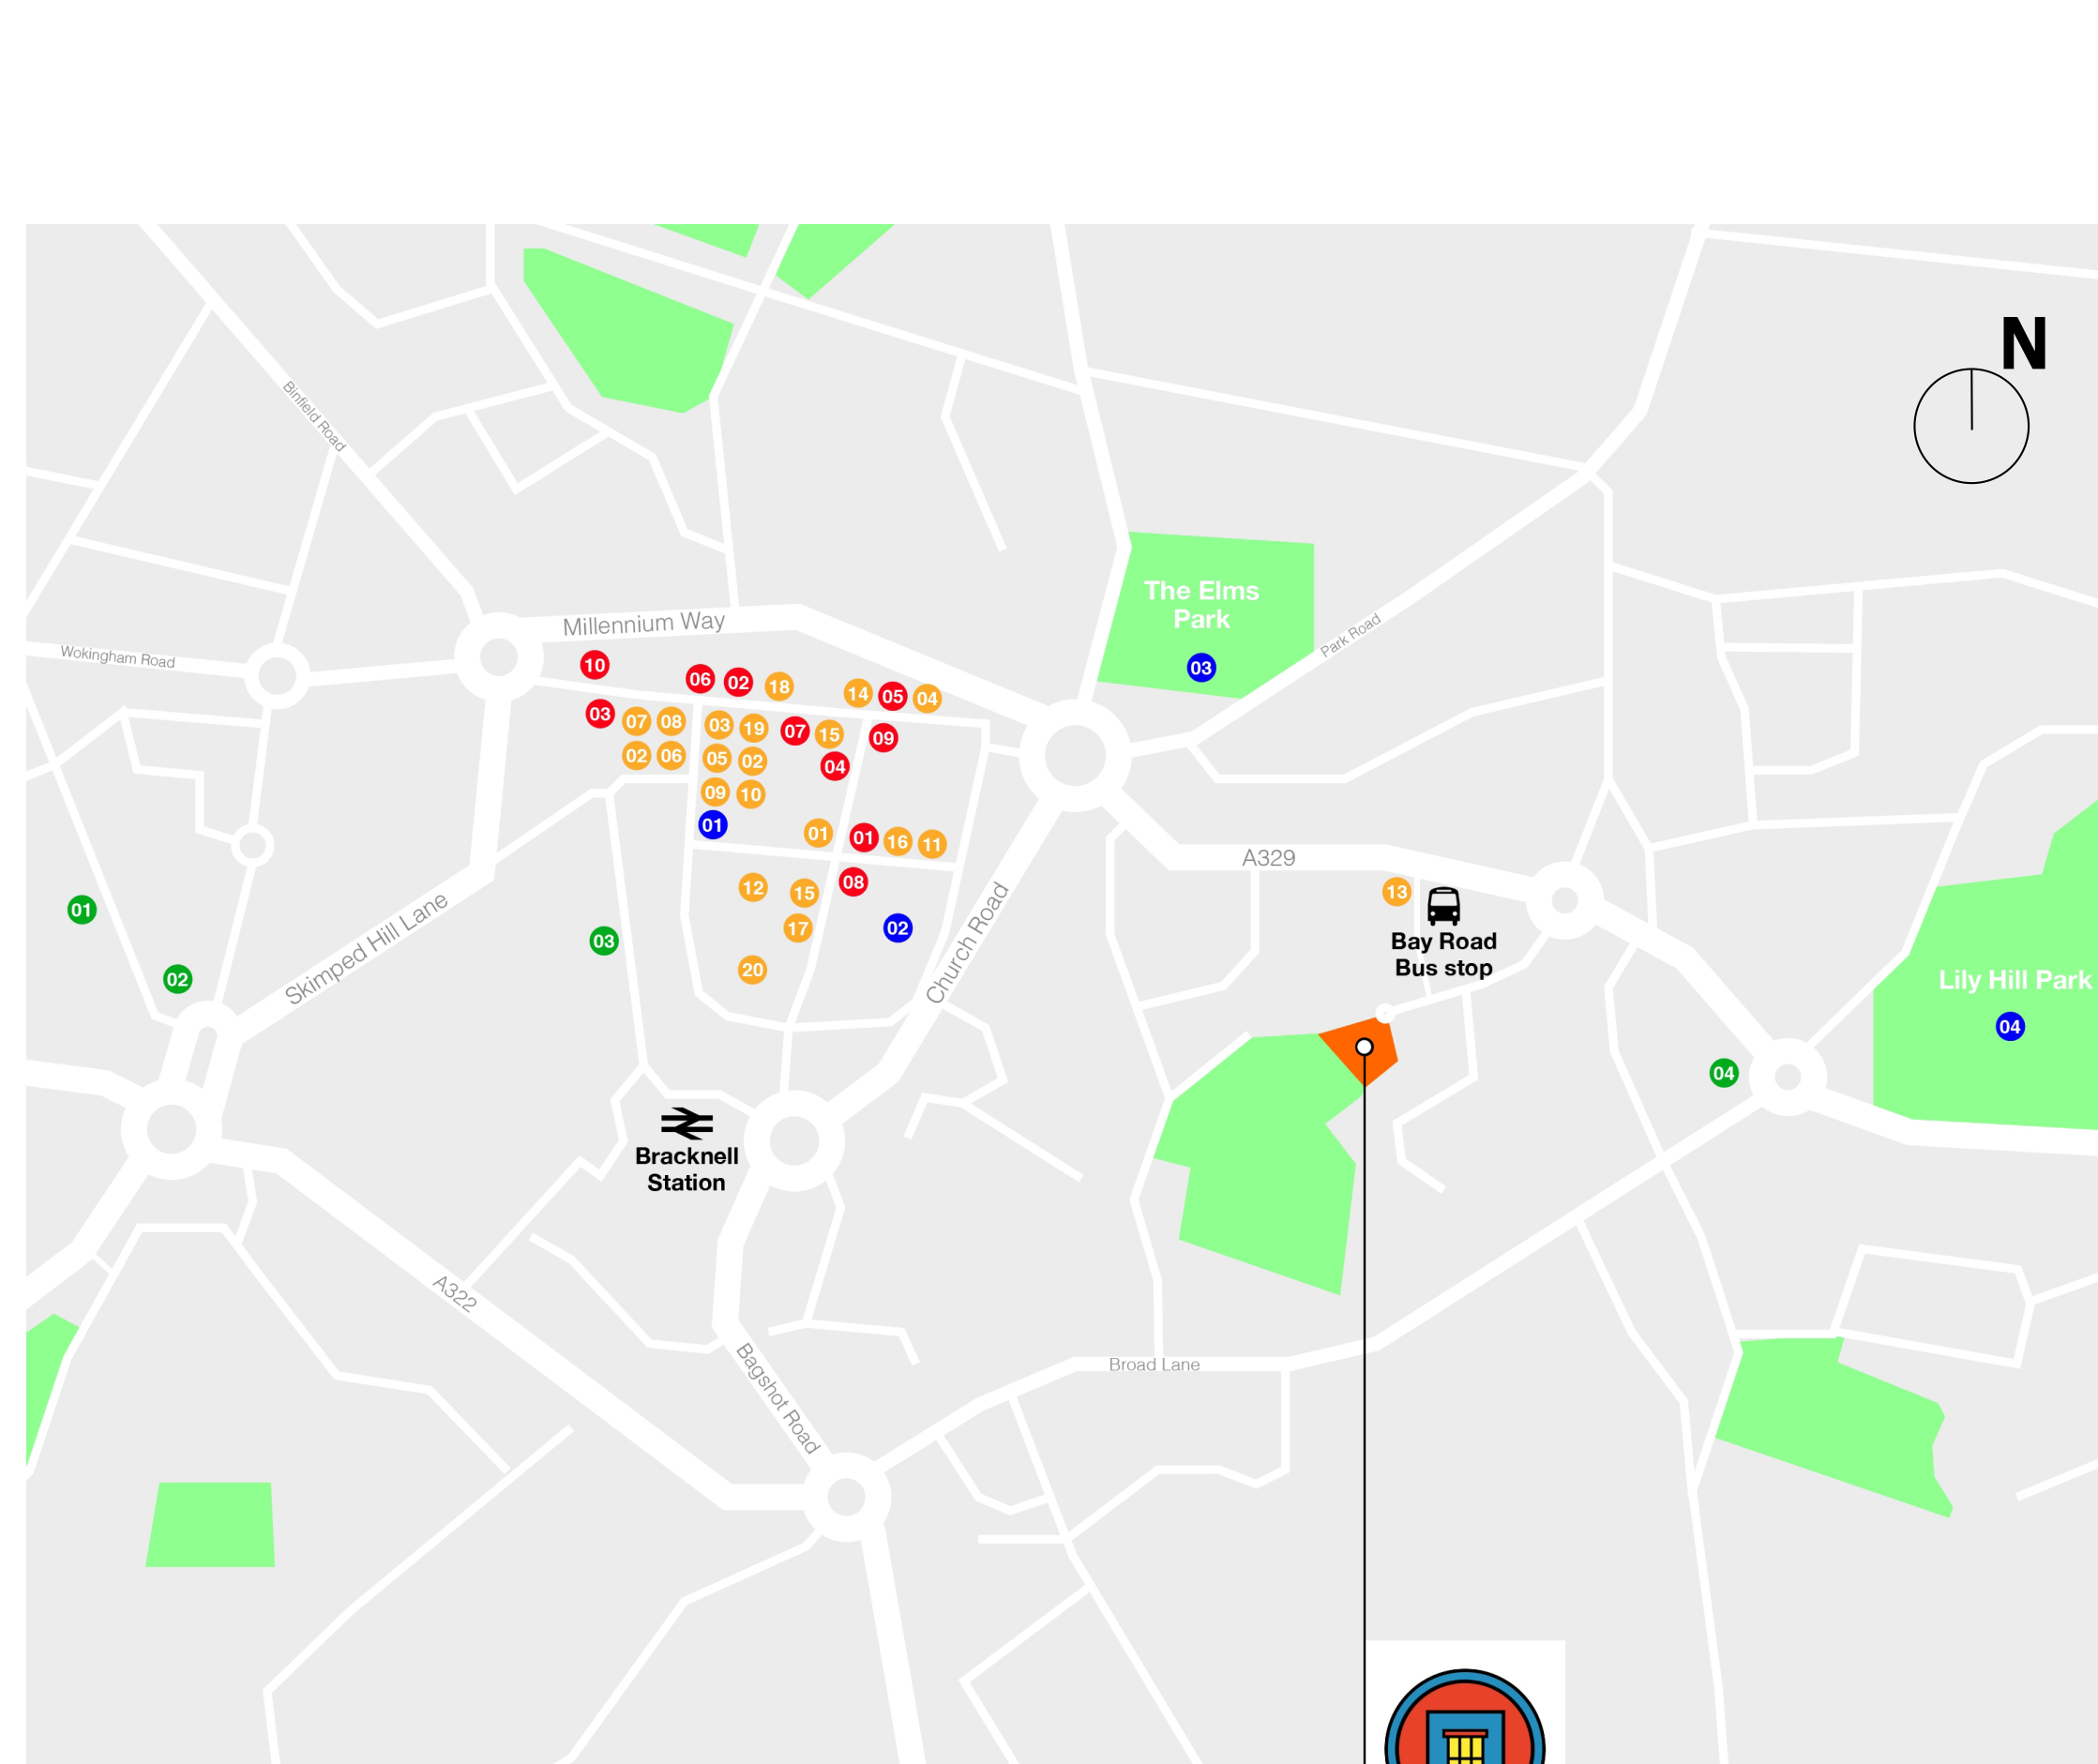 N
Binfield Road
The Elms
Park
03
Park Road
Millennium Way
Wokingham Road
10
06
02
18
14
05
04
03
07
08
03
19
07
15
09
02
06
05
02
04
09
10
01
01
01
16
11
A329
12
15
08
13
01
Skimped Hill Lane
03
17
02
Church Road
Bay Road
Bus stop
02
20
Lily Hill Park
04
04
Bracknell
Station
A322
Bagshot Road
Broad Lane